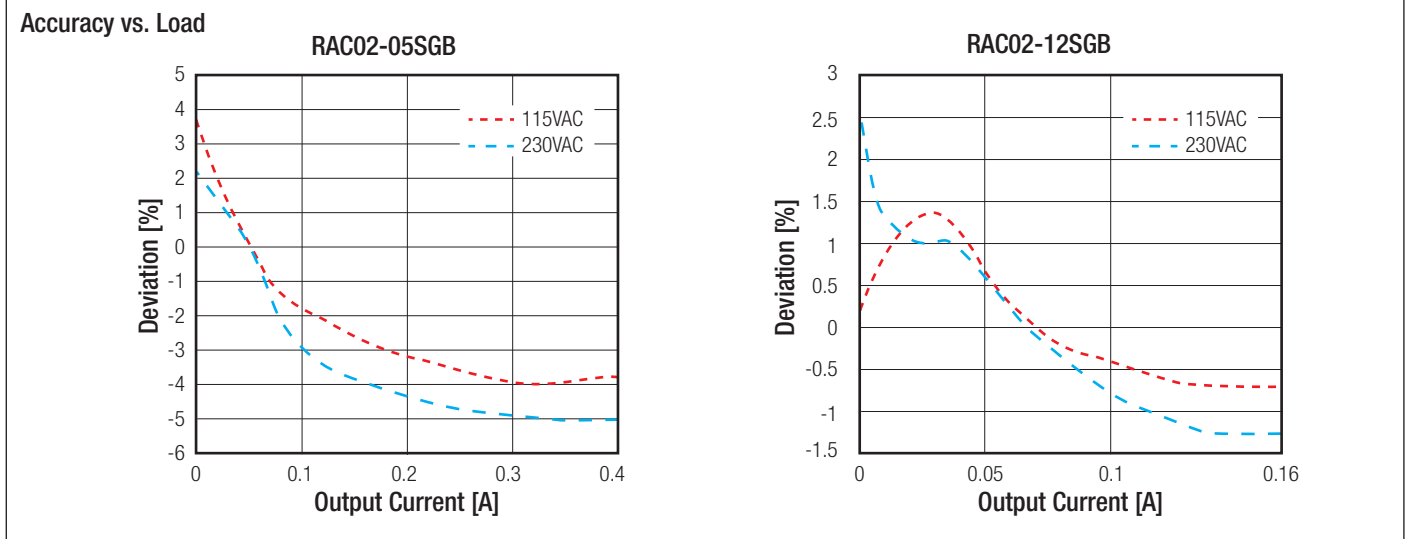 Accuracy vs. Load
RAC02-05SGB
5
4
3
2
1
0
-1
-2
-3
-4
-5
-6
Deviation [%]
115VAC
230VAC
0
0.1
0.2
0.3
0.4
Output Current [A]
RAC02-12SGB
3
2.5
2
1.5
1
0.5
0
-0.5
-1
-1.5
Deviation [%]
115VAC
230VAC
0
0.05
0.1
0.16
Output Current [A]